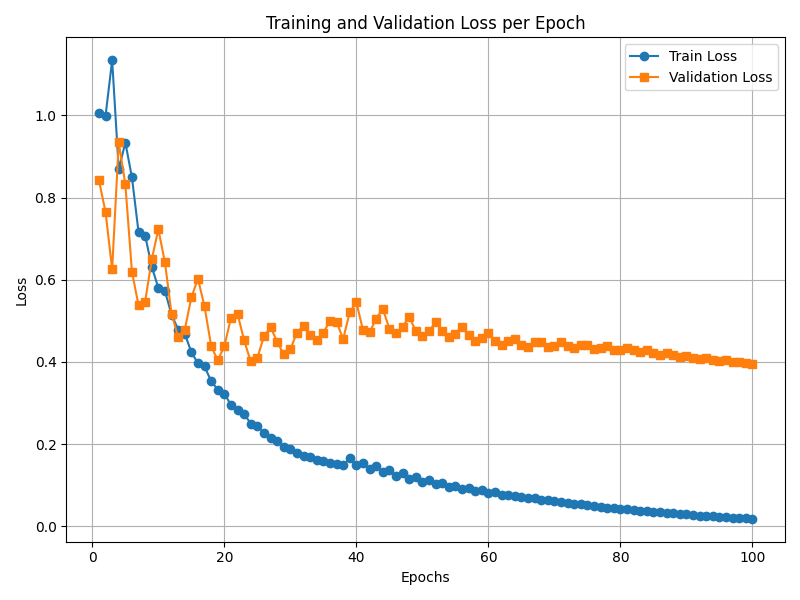 Training and Validation Loss per Epoch
Train Loss
Validation Loss
Loss
1.0
0.8
0.6
0.4
0.2
0.0
0 20 40 60 80 100
Epochs